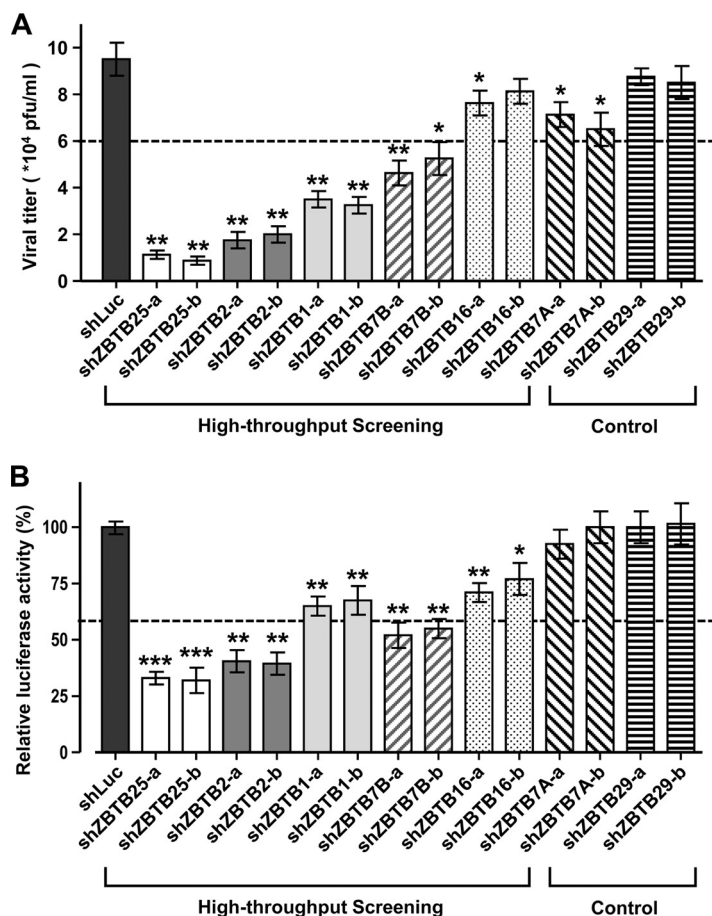 A
Viral titer ( *10⁴ pfu/ml)
10
8
6
4
2
0
** ** ** ** ** ** ** * * * *
shLuc
shZBTB25-a
shZBTB25-b
shZBTB2-a
shZBTB2-b
shZBTB1-a
shZBTB1-b
shZBTB7B-a
shZBTB7B-b
shZBTB16-a
shZBTB16-b
shZBTB7A-a
shZBTB7A-b
shZBTB29-a
shZBTB29-b
High-throughput Screening
Control
B
Relative luciferase activity (%)
100
75
50
25
0
*** *** ** ** ** ** ** ** ** *
shLuc
shZBTB25-a
shZBTB25-b
shZBTB2-a
shZBTB2-b
shZBTB1-a
shZBTB1-b
shZBTB7B-a
shZBTB7B-b
shZBTB16-a
shZBTB16-b
shZBTB7A-a
shZBTB7A-b
shZBTB29-a
shZBTB29-b
High-throughput Screening
Control